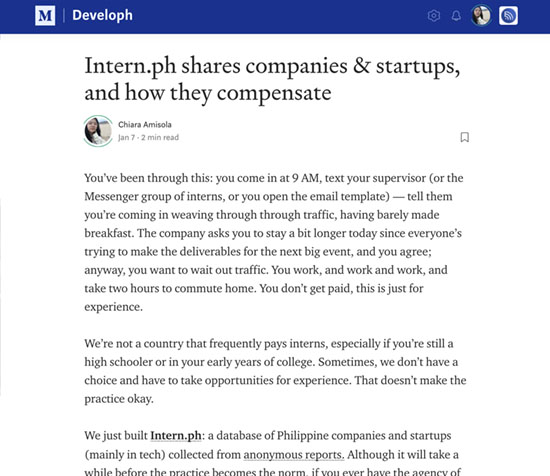 M Developh
Intern.ph shares companies & startups,
and how they compensate
Chiara Amisola
Jan 7 · 2 min read
You’ve been through this: you come in at 9 AM, text your supervisor (or the
Messenger group of interns, or you open the email template) — tell them
you’re coming in weaving through through traffic, having barely made
breakfast. The company asks you to stay a bit longer today since everyone’s
trying to make the deliverables for the next big event, and you agree;
anyway, you want to wait out traffic. You work, and work and work, and
take two hours to commute home. You don’t get paid, this is just for
experience.
We’re not a country that frequently pays interns, especially if you’re still a
high schooler or in your early years of college. Sometimes, we don’t have a
choice and have to take opportunities for experience. That doesn’t make the
practice okay.
We just built Intern.ph: a database of Philippine companies and startups
(mainly in tech) collected from anonymous reports. Although it will take a
while before the practice becomes the norm, if you ever have the agency of